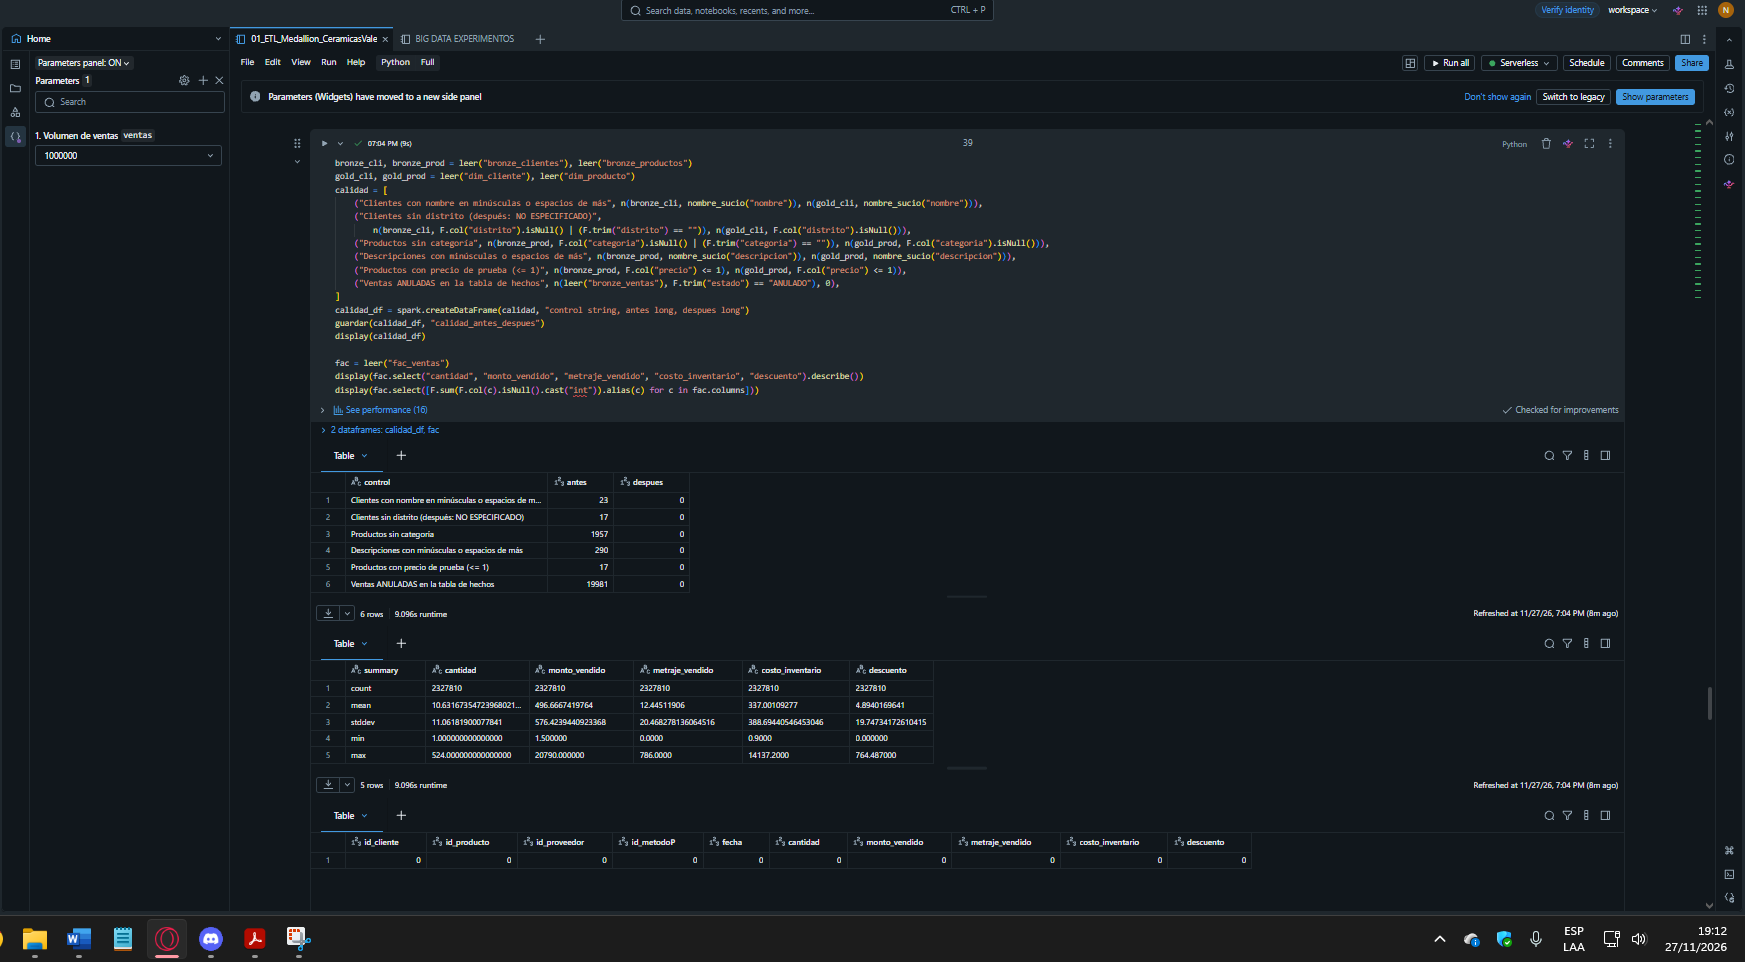 Search data, notebooks, recents, and more...
CTRL + P
Verify identity
workspace
N
Home
01_ETL_Medallion_CeramicasVale
BIG DATA EXPERIMENTOS
Parameters panel: ON
File Edit View Run Help Python Full
Run all
Serverless
Schedule
Comments
Share
Parameters 1
Search
Parameters (Widgets) have moved to a new side panel
Don't show again
Switch to legacy
Show parameters
1. Volumen de ventas ventas
1000000
07:04 PM (9s)
39
Python
bronze_cli, bronze_prod = leer("bronze_clientes"), leer("bronze_productos")
gold_cli, gold_prod = leer("dim_cliente"), leer("dim_producto")
calidad = [
("Clientes con nombre en minúsculas o espacios de más", n(bronze_cli, nombre_sucio("nombre")), n(gold_cli, nombre_sucio("nombre"))),
("Clientes sin distrito (después: NO ESPECIFICADO)",
n(bronze_cli, F.col("distrito").isNull() | (F.trim("distrito") == "")), n(gold_cli, F.col("distrito").isNull())),
("Productos sin categoría", n(bronze_prod, F.col("categoria").isNull() | (F.trim("categoria") == "")), n(gold_prod, F.col("categoria").isNull())),
("Descripciones con minúsculas o espacios de más", n(bronze_prod, nombre_sucio("descripcion")), n(gold_prod, nombre_sucio("descripcion"))),
("Productos con precio de prueba (<= 1)", n(bronze_prod, F.col("precio") <= 1), n(gold_prod, F.col("precio") <= 1)),
("Ventas ANULADAS en la tabla de hechos", n(leer("bronze_ventas"), F.trim("estado") == "ANULADO"), 0),
]
calidad_df = spark.createDataFrame(calidad, "control string, antes long, despues long")
guardar(calidad_df, "calidad_antes_despues")
display(calidad_df)
fac = leer("fac_ventas")
display(fac.select("cantidad", "monto_vendido", "metraje_vendido", "costo_inventario", "descuento").describe())
display(fac.select([F.sum(F.col(c).isNull().cast("int")).alias(c) for c in fac.columns]))
See performance (16)
Checked for improvements
2 dataframes: calidad_df, fac
Table
control antes despues
1 Clientes con nombre en minúsculas o espacios de m... 23 0
2 Clientes sin distrito (después: NO ESPECIFICADO) 17 0
3 Productos sin categoría 1957 0
4 Descripciones con minúsculas o espacios de más 290 0
5 Productos con precio de prueba (<= 1) 17 0
6 Ventas ANULADAS en la tabla de hechos 19981 0
6 rows 9.096s runtime
Refreshed at 11/27/26, 7:04 PM (8m ago)
Table
summary cantidad monto_vendido metraje_vendido costo_inventario descuento
1 count 2327810 2327810 2327810 2327810 2327810
2 mean 10.63167354723968021... 496.6667419764 12.44511906 337.00109277 4.8940169641
3 stddev 11.06181900077841 576.4239440923368 20.468278136064516 388.69440546453046 19.74734172610415
4 min 1.000000000000000 1.500000 0.0000 0.9000 0.000000
5 max 524.000000000000000 20790.000000 786.0000 14137.2000 764.487000
5 rows 9.096s runtime
Refreshed at 11/27/26, 7:04 PM (8m ago)
Table
id_cliente id_producto id_proveedor id_metodoP fecha cantidad monto_vendido metraje_vendido costo_inventario descuento
1 0 0 0 0 0 0 0 0 0 0
ESP
LAA
19:12
27/11/2026